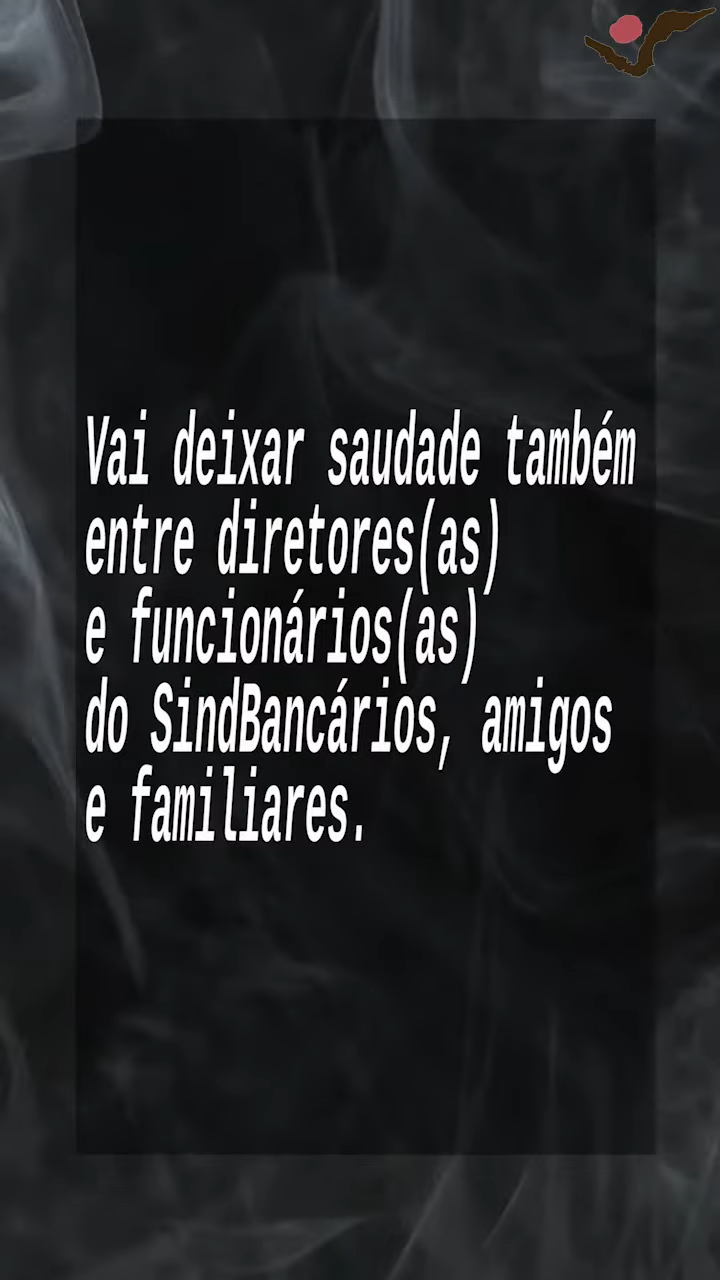 Vai deixar saudade também
entre diretores(as)
e funcionários(as)
do SindBancários, amigos
e familiares.